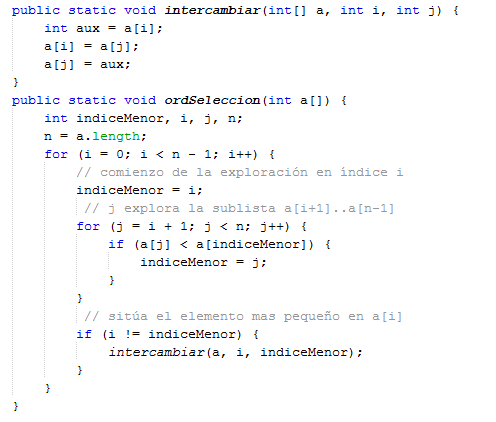 public static void intercambiar(int[] a, int i, int j) {
    int aux = a[i];
    a[i] = a[j];
    a[j] = aux;
}
public static void ordSeleccion(int a[]) {
    int indiceMenor, i, j, n;
    n = a.length;
    for (i = 0; i < n - 1; i++) {
        // comienzo de la exploración en índice i
        indiceMenor = i;
         // j explora la sublista a[i+1]..a[n-1]
        for (j = i + 1; j < n; j++) {
            if (a[j] < a[indiceMenor]) {
                indiceMenor = j;
            }
        }
         // sitúa el elemento mas pequeño en a[i]
        if (i != indiceMenor) {
            intercambiar(a, i, indiceMenor);
        }
    }
}